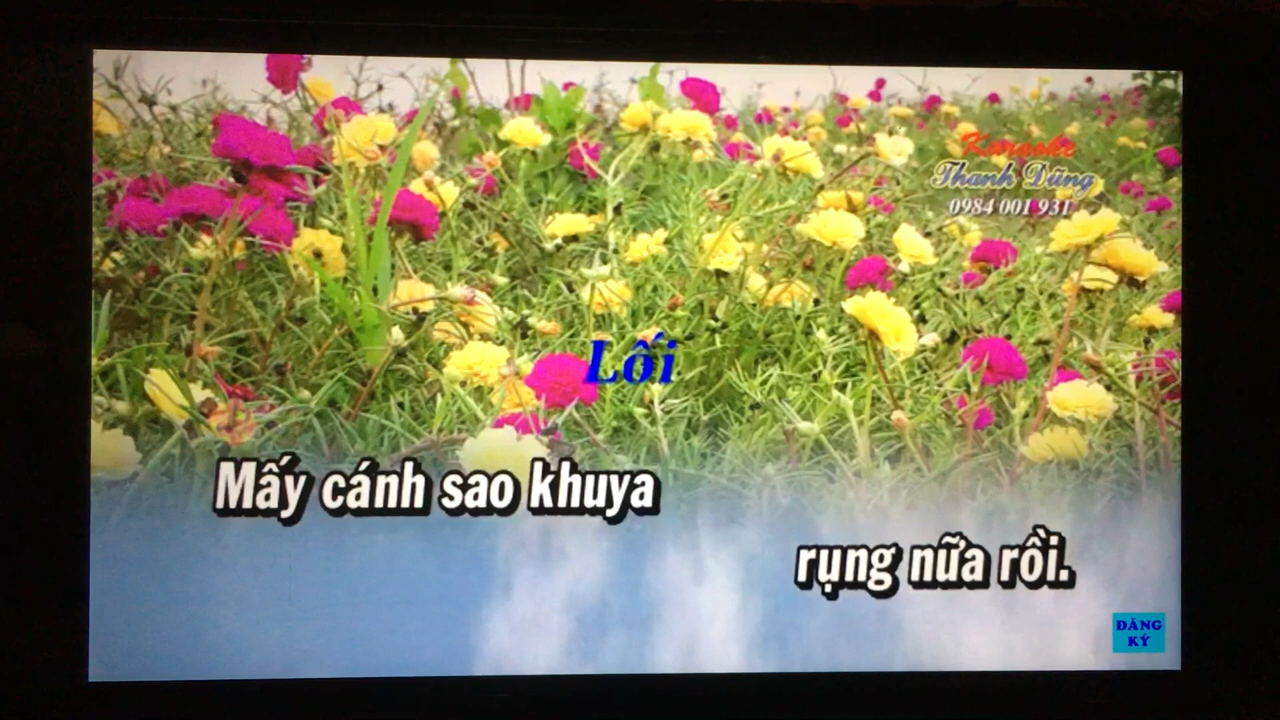 Karaoke
Thanh Dũng
0984 001 931
Lối
Mấy cánh sao khuya
rụng nữa rồi.
ĐĂNG
KÝ